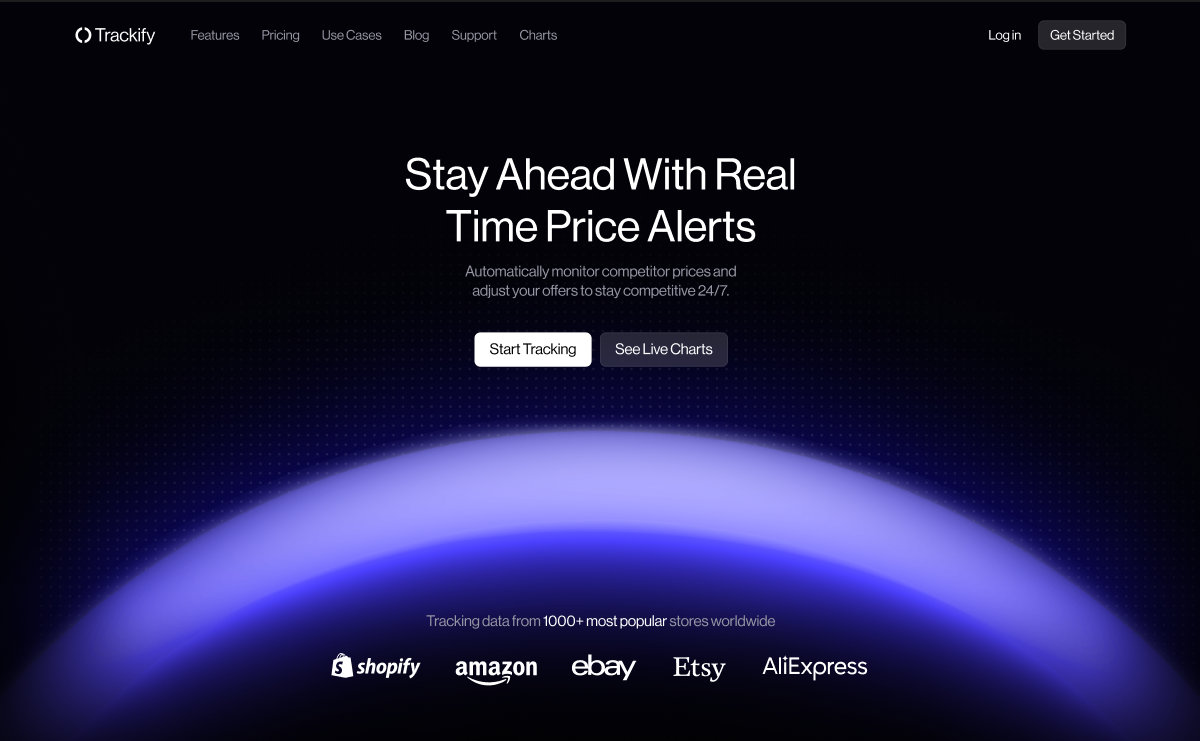 Trackify
Features
Pricing
Use Cases
Blog
Support
Charts
Log in
Get Started
Stay Ahead With Real
Time Price Alerts
Automatically monitor competitor prices and
adjust your offers to stay competitive 24/7.
Start Tracking
See Live Charts
Tracking data from 1000+ most popular stores worldwide
shopify
amazon
ebay
Etsy
AliExpress